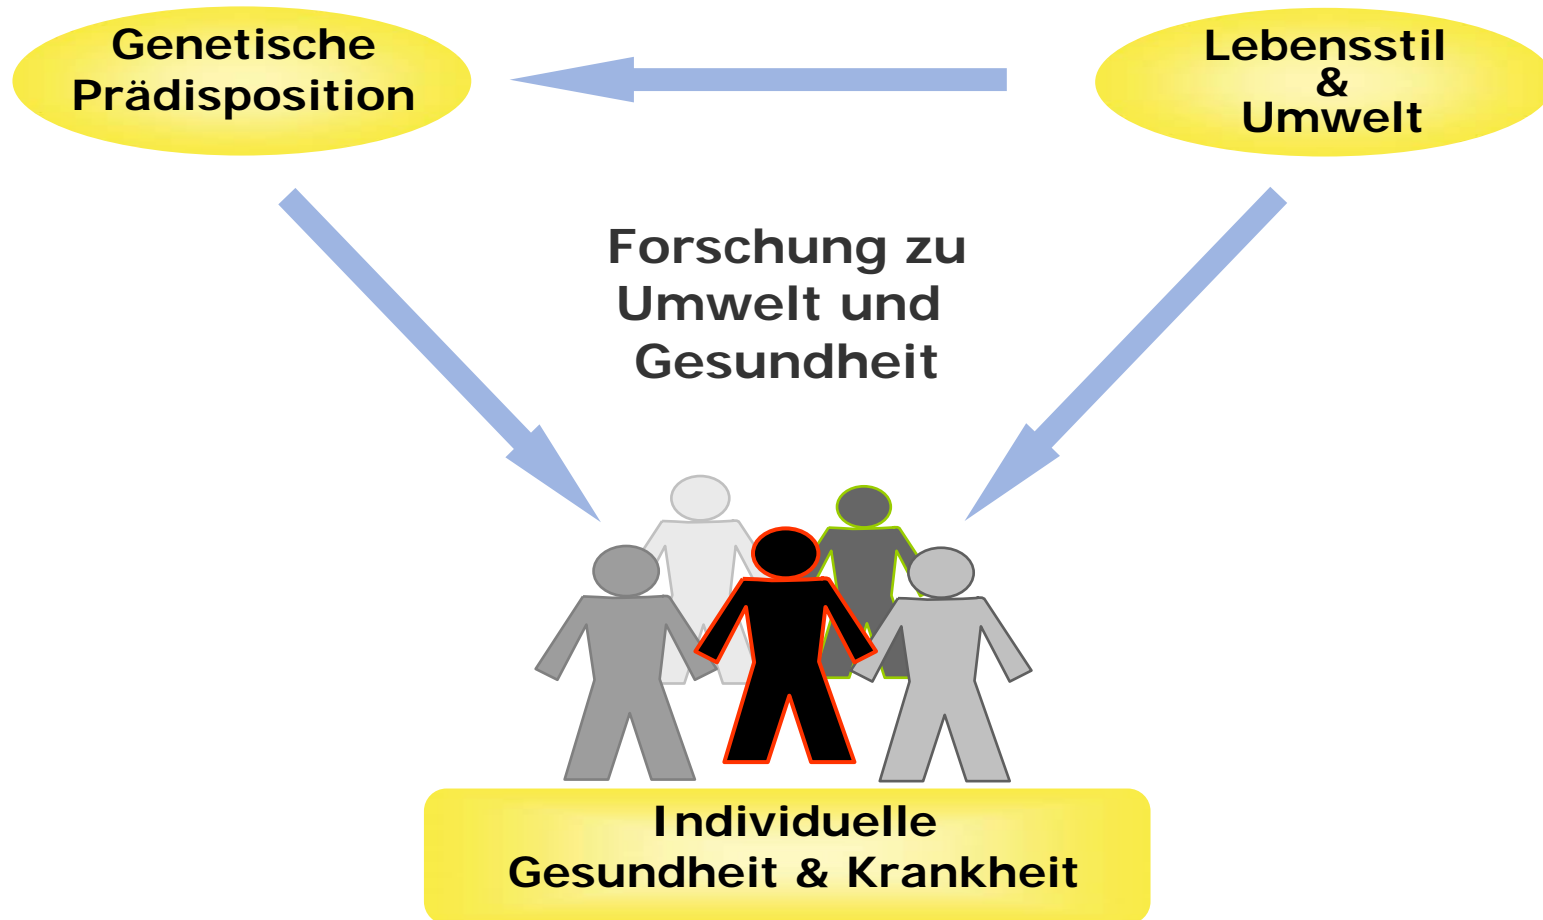 Genetische
Prädisposition
Lebensstil
&
Umwelt
Forschung zu
Umwelt und
Gesundheit
Individuelle
Gesundheit & Krankheit